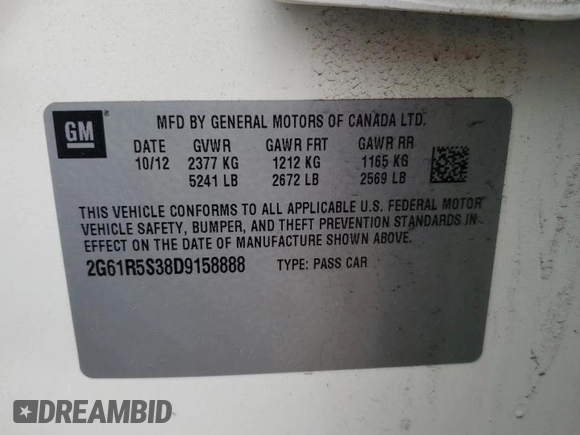 GM
MFD BY GENERAL MOTORS OF CANADA LTD.
DATE GVWR GAWR FRT GAWR RR
10/12 2377 KG 1212 KG 1165 KG
5241 LB 2672 LB 2569 LB
THIS VEHICLE CONFORMS TO ALL APPLICABLE U.S. FEDERAL MOTOR
VEHICLE SAFETY, BUMPER, AND THEFT PREVENTION STANDARDS IN
EFFECT ON THE DATE OF MANUFACTURE SHOWN ABOVE.
2G61R5S38D9158888 TYPE: PASS CAR
DREAMBID